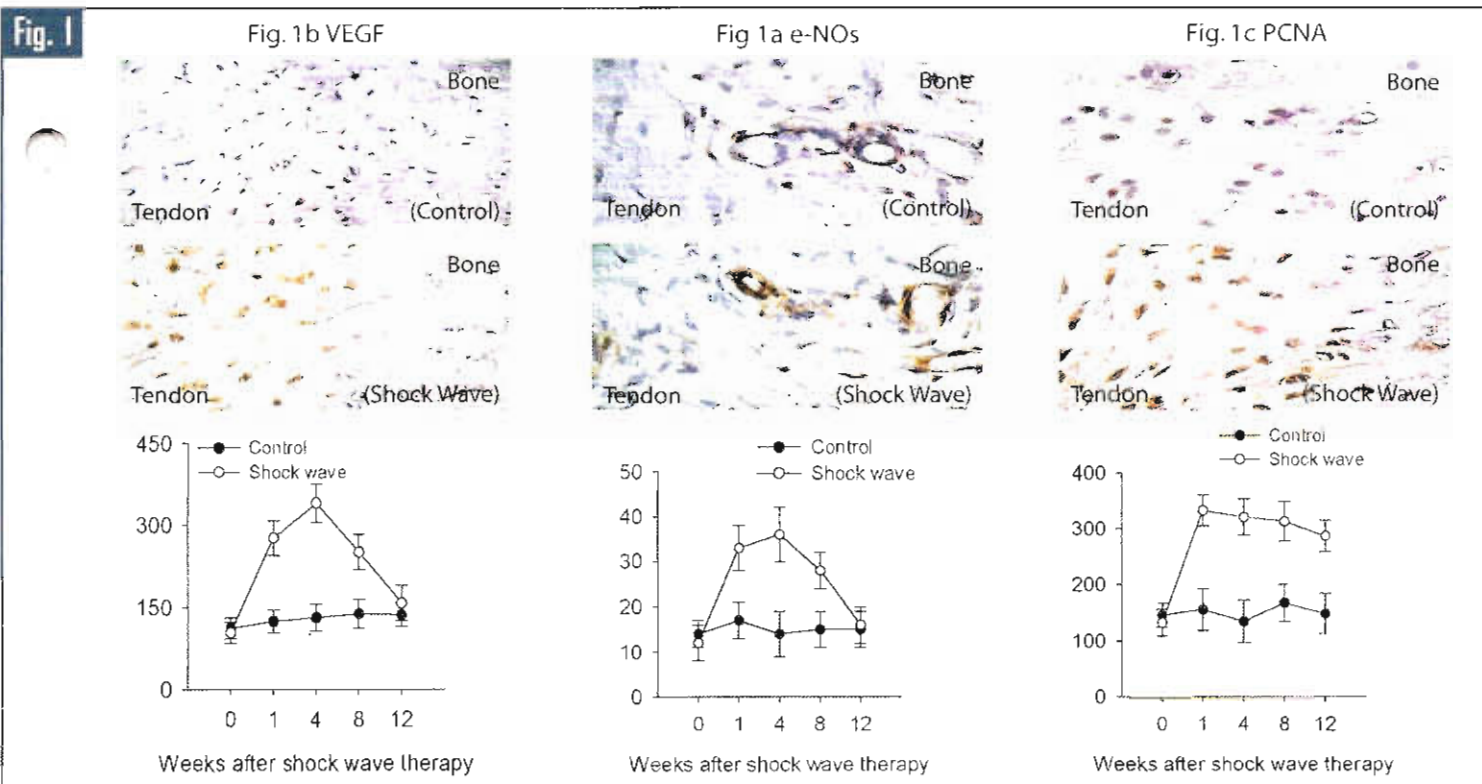 Fig. 1
Fig. 1b VEGF
Bone
Tendon
(Control)
Bone
Tendon
(Shock Wave)
450
300
150
0
Control
Shock wave
0 1 4 8 12
Weeks after shock wave therapy
Fig 1a e-NOs
Bone
Tendon
(Control)
Bone
Tendon
(Shock Wave)
50
40
30
20
10
0
Control
Shock wave
0 1 4 8 12
Weeks after shock wave therapy
Fig. 1c PCNA
Bone
Tendon
(Control)
Bone
Tendon
(Shock Wave)
400
300
200
100
0
Control
Shock wave
0 1 4 8 12
Weeks after shock wave therapy